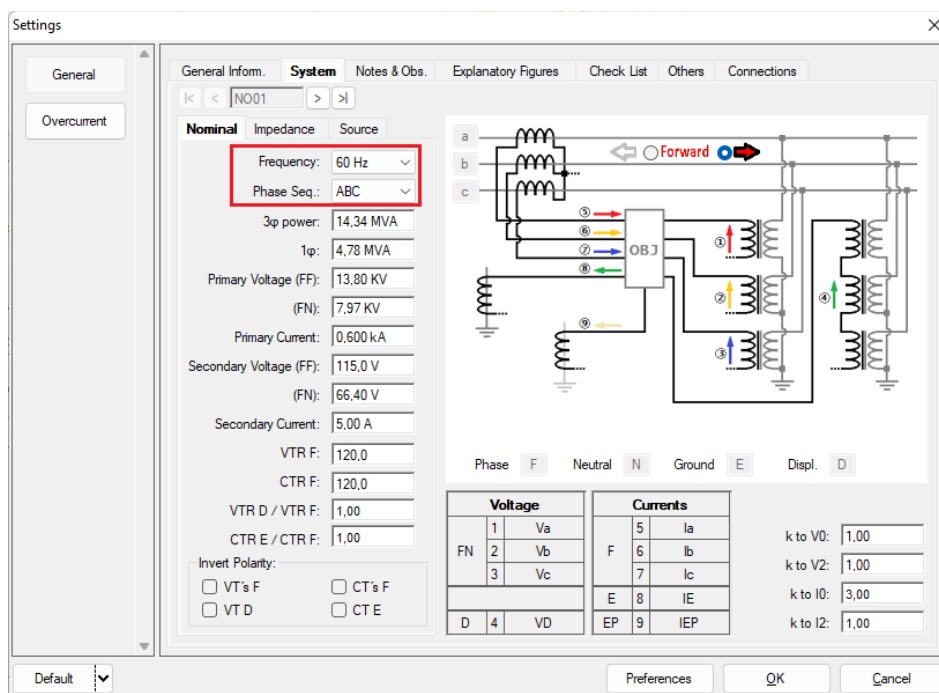 Settings
General
Overcurrent
General Inform. System Notes & Obs. Explanatory Figures Check List Others Connections
|< < NO01 > >|
Nominal Impedance Source
Frequency: 60 Hz
Phase Seq.: ABC
3φ power: 14,34 MVA
1φ: 4,78 MVA
Primary Voltage (FF): 13,80 KV
(FN): 7,97 KV
Primary Current: 0,600 kA
Secondary Voltage (FF): 115,0 V
(FN): 66,40 V
Secondary Current: 5,00 A
VTR F: 120,0
CTR F: 120,0
VTR D / VTR F: 1,00
CTR E / CTR F: 1,00
Invert Polarity:
VT's F CT's F
VT D CT E
a
b
c
Forward
⑤
⑥
⑦
⑧
⑨
OBJ
①
②
③
④
Phase F Neutral N Ground E Displ. D
Voltage
FN 1 Va
2 Vb
3 Vc
D 4 VD
Currents
F 5 Ia
6 Ib
7 Ic
E 8 IE
EP 9 IEP
k to V0: 1,00
k to V2: 1,00
k to I0: 3,00
k to I2: 1,00
Default
Preferences OK Cancel